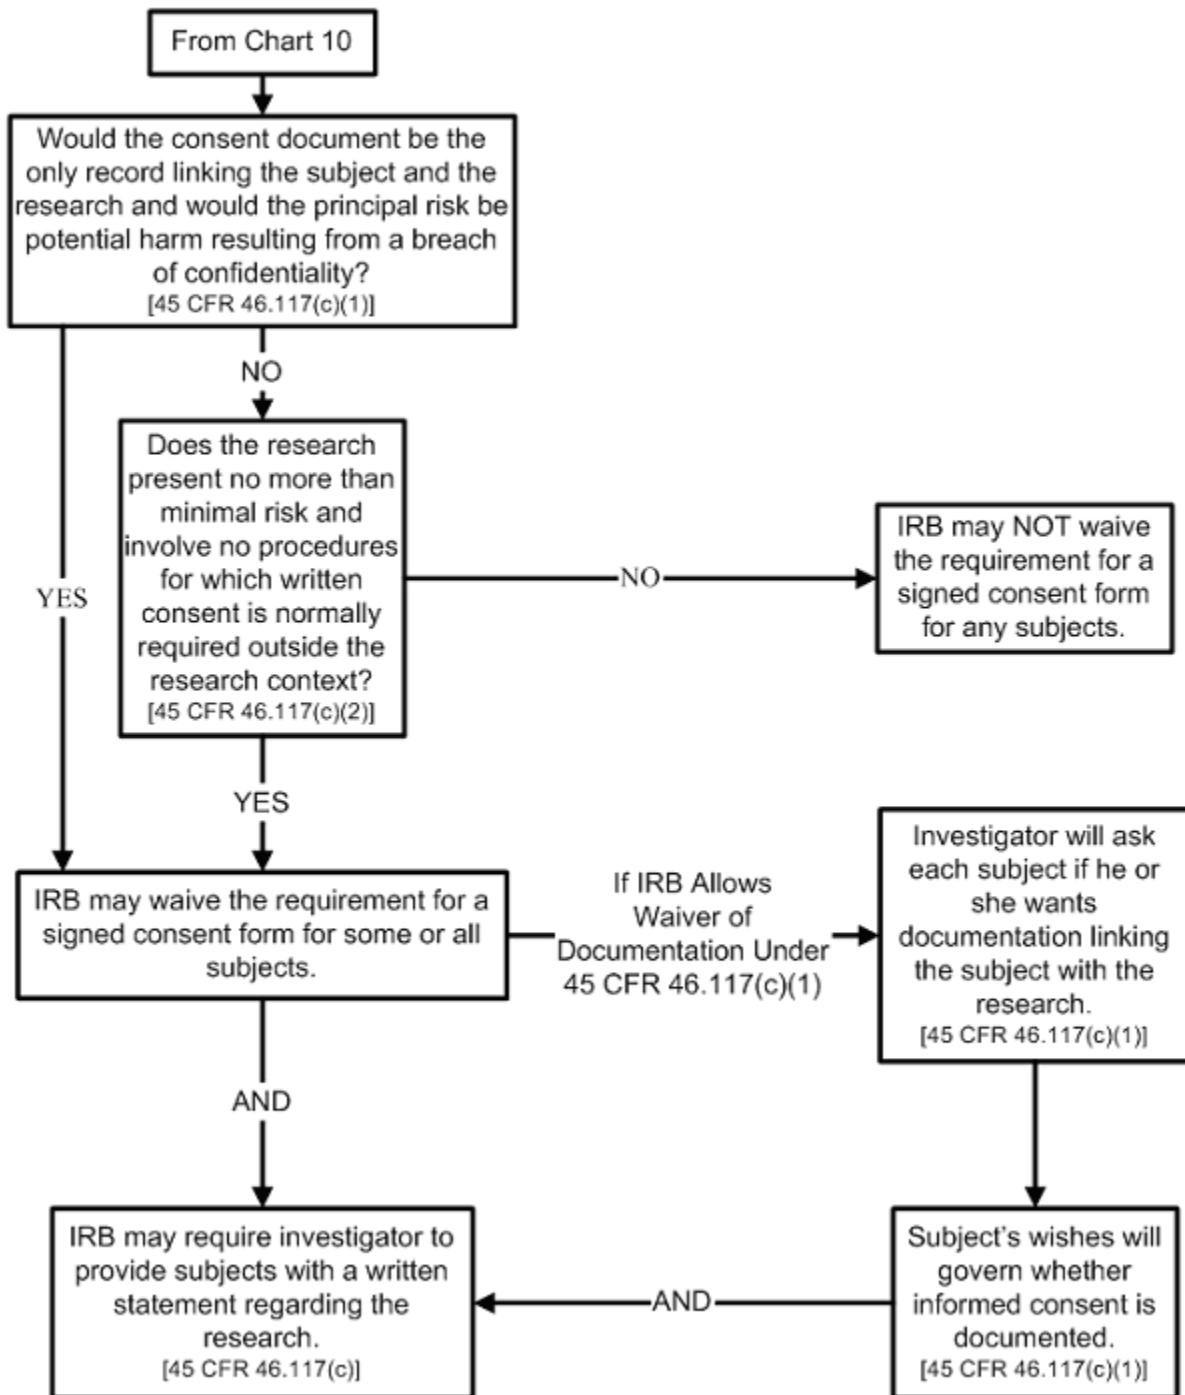 From Chart 10
Would the consent document be the
only record linking the subject and the
research and would the principal risk be
potential harm resulting from a breach
of confidentiality?
[45 CFR 46.117(c)(1)]
NO
YES
Does the research
present no more than
minimal risk and
involve no procedures
for which written
consent is normally
required outside the
research context?
[45 CFR 46.117(c)(2)]
NO
IRB may NOT waive
the requirement for a
signed consent form
for any subjects.
YES
IRB may waive the requirement for a
signed consent form for some or all
subjects.
If IRB Allows
Waiver of
Documentation Under
45 CFR 46.117(c)(1)
Investigator will ask
each subject if he or
she wants
documentation linking
the subject with the
research.
[45 CFR 46.117(c)(1)]
AND
IRB may require investigator to
provide subjects with a written
statement regarding the
research.
[45 CFR 46.117(c)]
AND
Subject's wishes will
govern whether
informed consent is
documented.
[45 CFR 46.117(c)(1)]